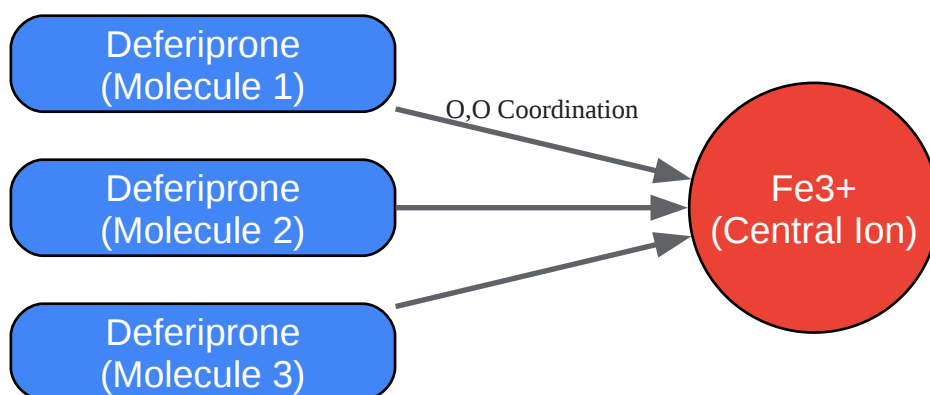 Deferiprone
(Molecule 1)
O,O Coordination
Deferiprone
(Molecule 2)
Fe3+
(Central Ion)
Deferiprone
(Molecule 3)